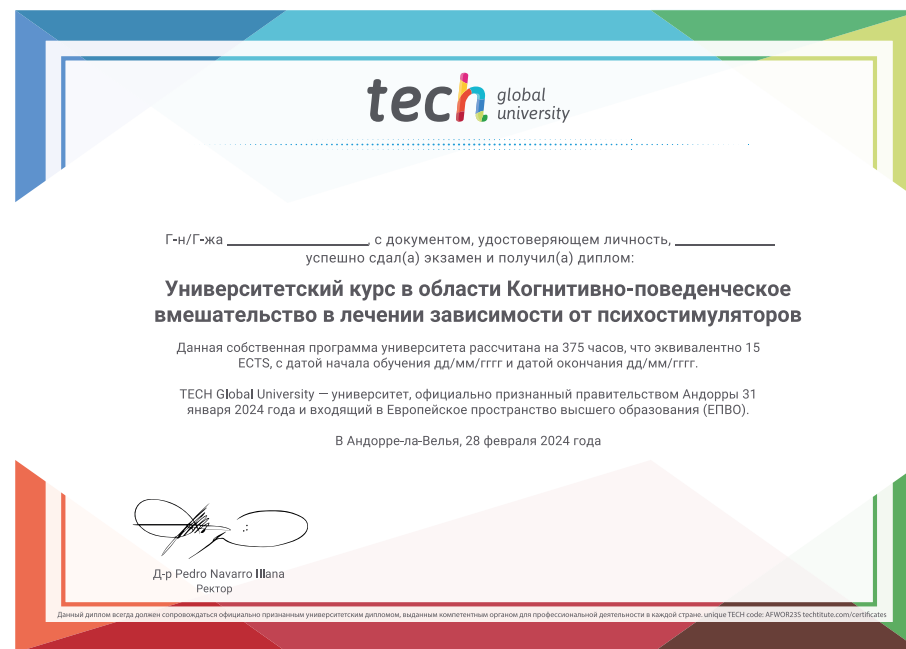 tech global
university
Г-н/Г-жа ____________, с документом, удостоверяющем личность, ____________
успешно сдал(а) экзамен и получил(а) диплом:
Университетский курс в области Когнитивно-поведенческое
вмешательство в лечении зависимости от психостимуляторов
Данная собственная программа университета рассчитана на 375 часов, что эквивалентно 15
ECTS, с датой начала обучения дд/мм/гггг и датой окончания дд/мм/гггг.
TECH Global University — университет, официально признанный правительством Андорры 31
января 2024 года и входящий в Европейское пространство высшего образования (ЕПВО).
В Андорре-ла-Велья, 28 февраля 2024 года
Д-р Pedro Navarro Illana
Ректор
Данный диплом всегда должен сопровождаться официально признанным университетским дипломом, выданным компетентным органом для профессиональной деятельности в каждой стране. unique TECH code: AFWOR23S techtitute.com/certificates